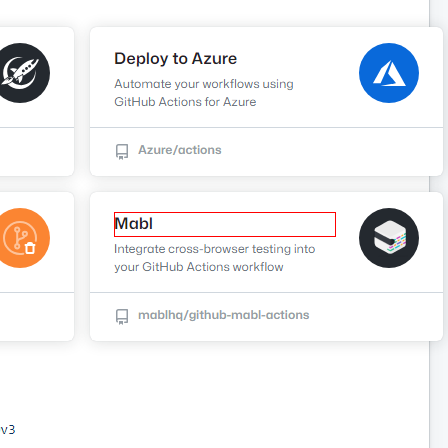 Deploy to Azure
Automate your workflows using
GitHub Actions for Azure
Azure/actions
Mabl
Integrate cross-browser testing into
your GitHub Actions workflow
mablhq/github-mabl-actions
v3